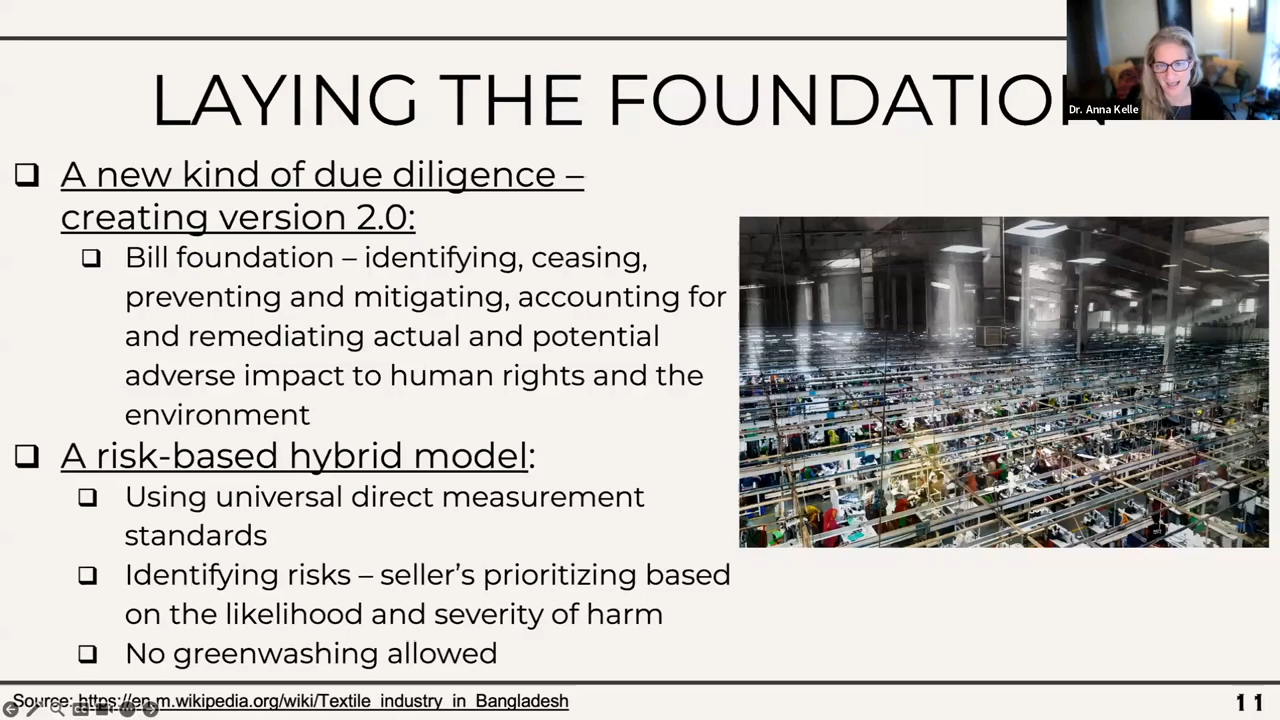 LAYING THE FOUNDATION
Dr. Anna Kelle
A new kind of due diligence –
creating version 2.0:
Bill foundation – identifying, ceasing,
preventing and mitigating, accounting for
and remediating actual and potential
adverse impact to human rights and the
environment
A risk-based hybrid model:
Using universal direct measurement
standards
Identifying risks – seller’s prioritizing based
on the likelihood and severity of harm
No greenwashing allowed
Source: https://en.m.wikipedia.org/wiki/Textile_industry_in_Bangladesh
11